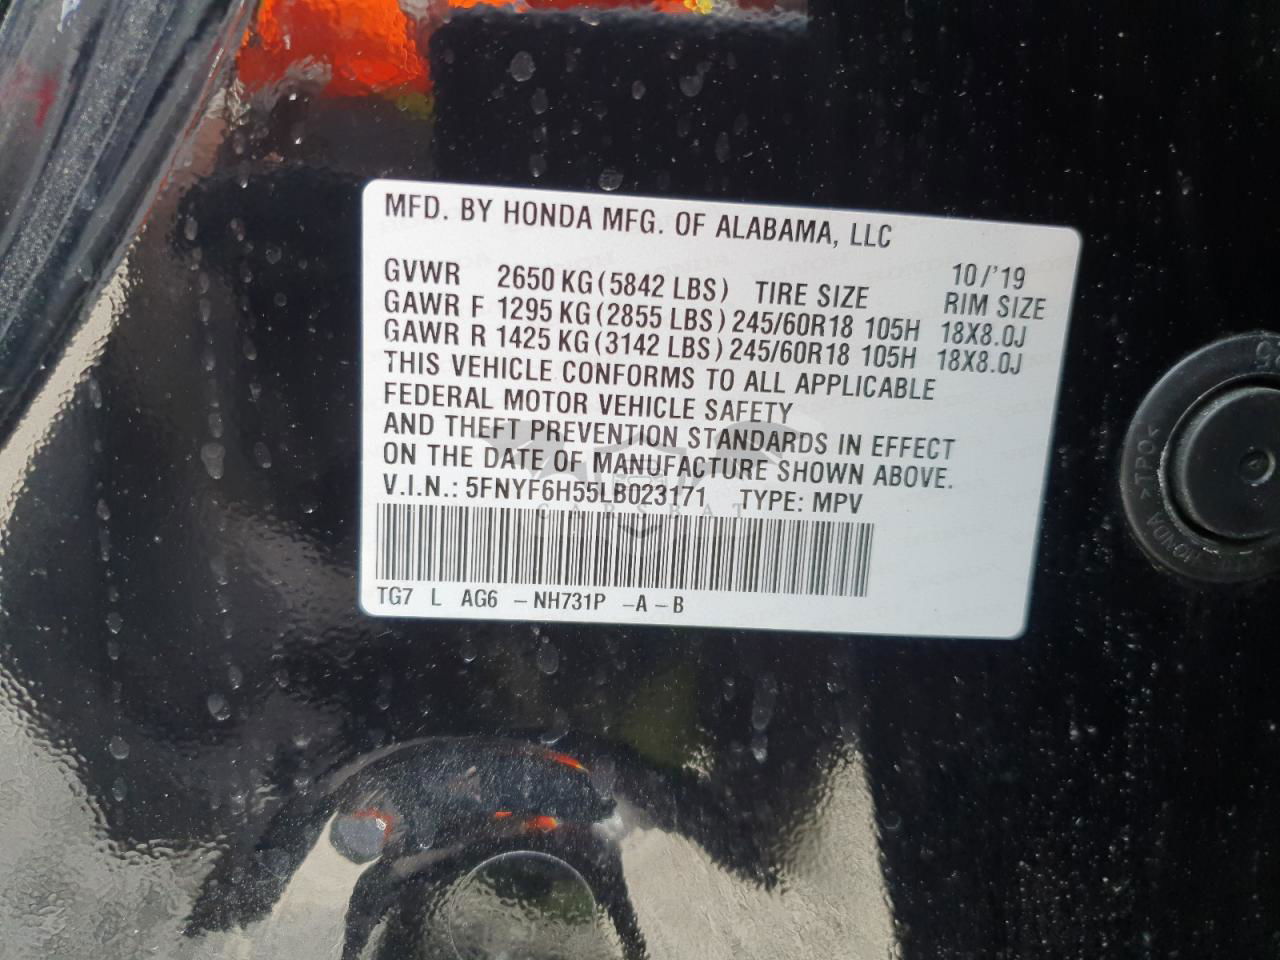 MFD. BY HONDA MFG. OF ALABAMA, LLC
10/'19
GVWR 2650 KG (5842 LBS) TIRE SIZE RIM SIZE
GAWR F 1295 KG (2855 LBS) 245/60R18 105H 18X8.0J
GAWR R 1425 KG (3142 LBS) 245/60R18 105H 18X8.0J
THIS VEHICLE CONFORMS TO ALL APPLICABLE
FEDERAL MOTOR VEHICLE SAFETY
AND THEFT PREVENTION STANDARDS IN EFFECT
ON THE DATE OF MANUFACTURE SHOWN ABOVE.
V.I.N.: 5FNYF6H55LB023171 TYPE: MPV
CARSBAT
TG7 L AG6 - NH731P - A - B
HONDA >TPO<